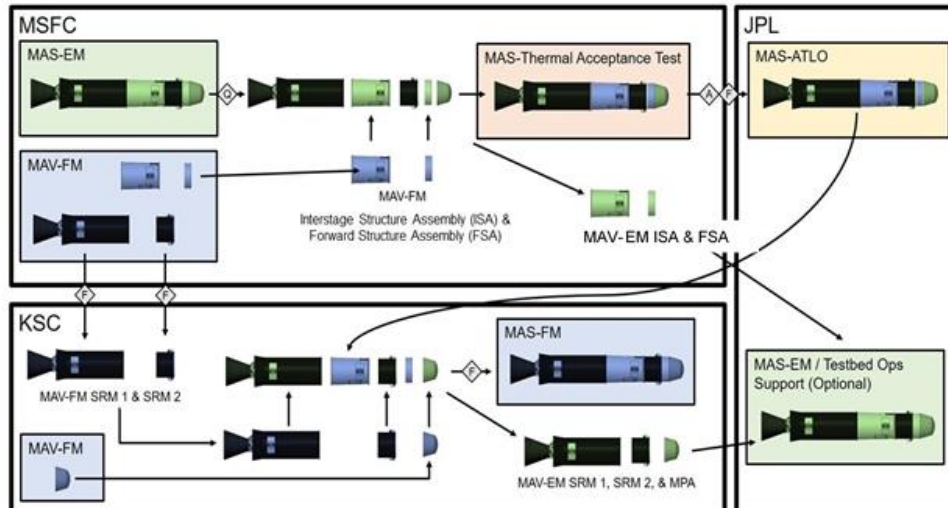 MSFC
MAS-EM
Q
MAS-Thermal Acceptance Test
A
F
MAV-FM
MAV-FM
Interstage Structure Assembly (ISA) &
Forward Structure Assembly (FSA)
MAV-EM ISA & FSA
F
F
JPL
MAS-ATLO
KSC
MAV-FM SRM 1 & SRM 2
MAV-FM
F
MAS-FM
MAV-EM SRM 1, SRM 2, & MPA
MAS-EM / Testbed Ops
Support (Optional)